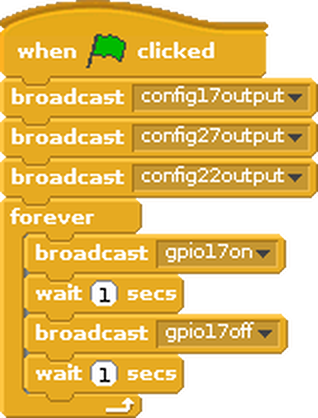 when clicked
broadcast config17output
broadcast config27output
broadcast config22output
forever
broadcast gpio17on
wait 1 secs
broadcast gpio17off
wait 1 secs